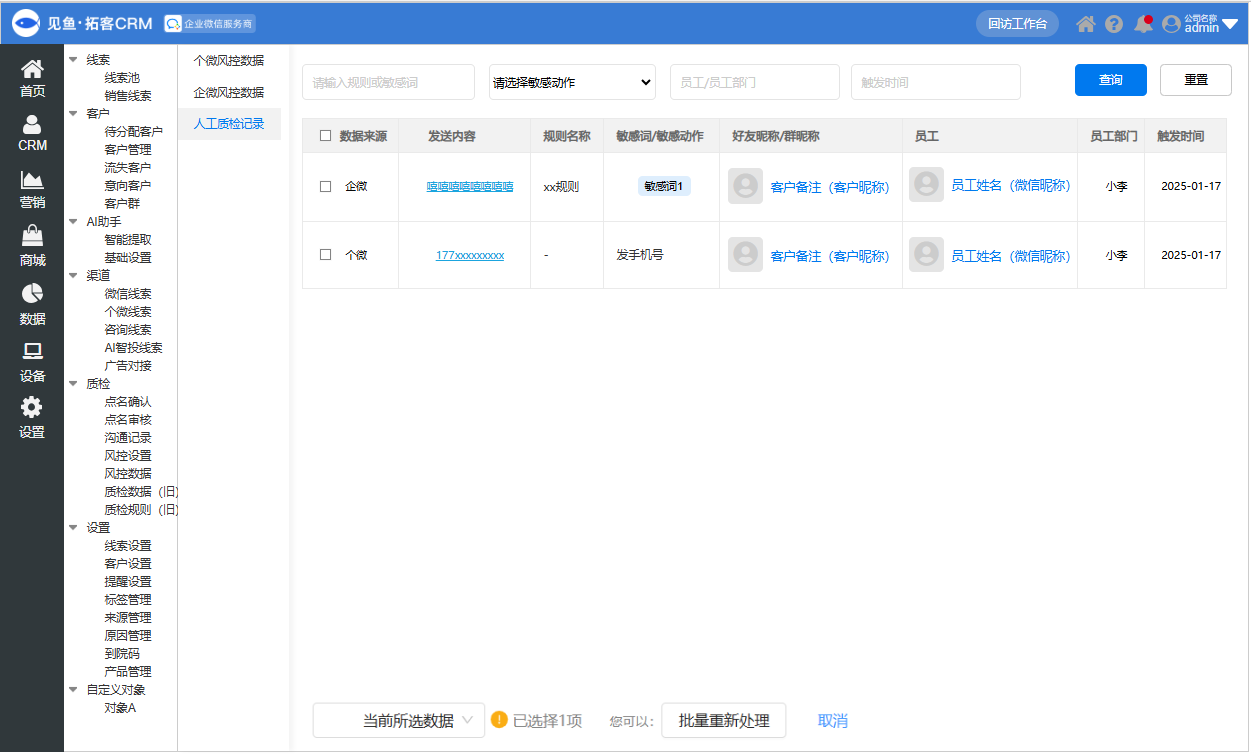 见鱼·拓客CRM
企业微信服务商
回访工作台
公司名称
admin
首页
CRM
营销
商城
数据
设备
设置
线索
线索池
销售线索
客户
待分配客户
客户管理
流失客户
意向客户
客户群
AI助手
智能提取
基础设置
渠道
微信线索
个微线索
咨询线索
AI智投线索
广告对接
质检
点名确认
点名审核
沟通记录
风控设置
风控数据
质检数据（旧）
质检规则（旧）
设置
线索设置
客户设置
提醒设置
标签管理
来源管理
原因管理
到院码
产品管理
自定义对象
对象A
个微风控数据
企微风控数据
人工质检记录
请输入规则或敏感词 请选择敏感动作 员工/员工部门 触发时间 查询 重置
数据来源 发送内容 规则名称 敏感词/敏感动作 好友昵称/群昵称 员工 员工部门 触发时间
企微 嘻嘻嘻嘻嘻嘻嘻 xx规则 敏感词1 客户备注（客户昵称） 员工姓名（微信昵称） 小李 2025-01-17
个微 177xxxxxxxxx - 发手机号 客户备注（客户昵称） 员工姓名（微信昵称） 小李 2025-01-17
当前所选数据 已选择1项 您可以： 批量重新处理 取消